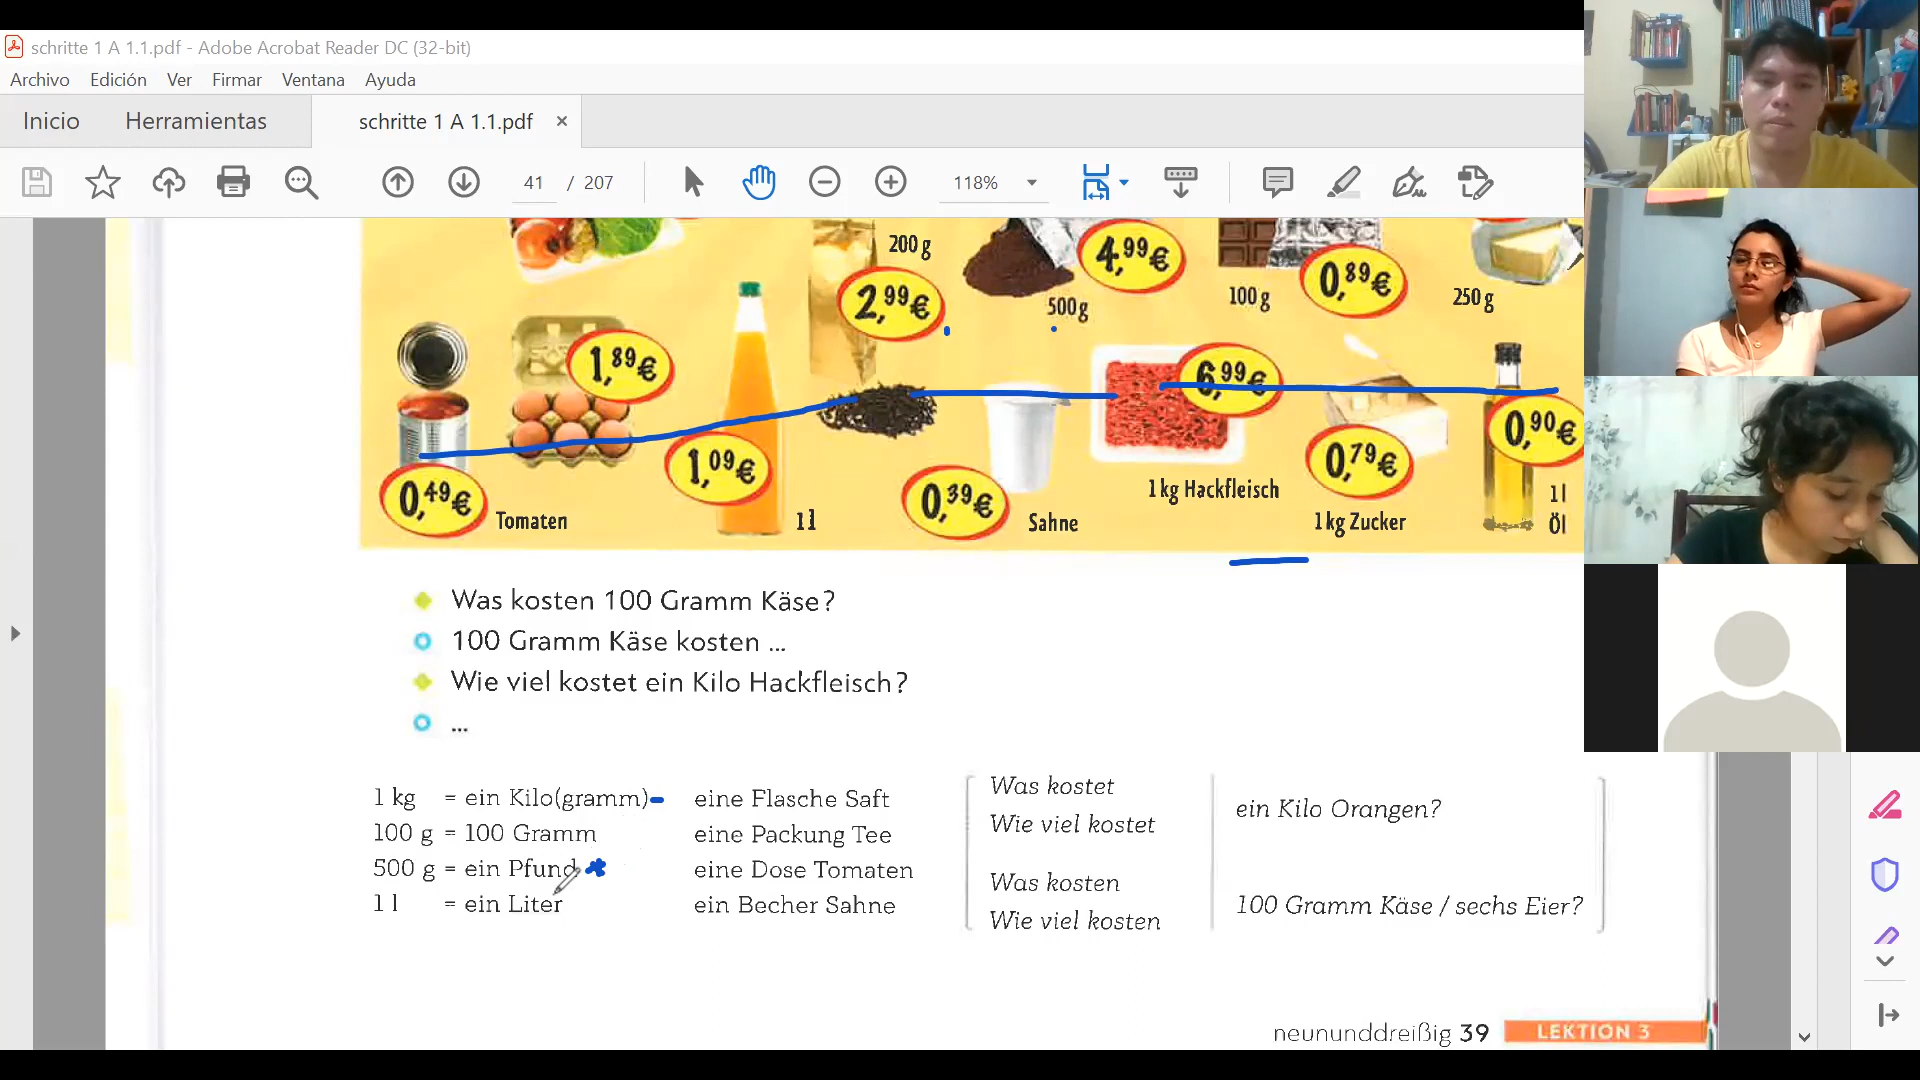 schritte 1 A 1.1.pdf - Adobe Acrobat Reader DC (32-bit)
Archivo Edición Ver Firmar Ventana Ayuda
Inicio Herramientas schritte 1 A 1.1.pdf ×
41 / 207 118%
200 g
2,99€
4,99€
500 g
100 g
0,89€
250 g
1,89€
6,99€
0,49€
Tomaten
1,09€
1 l
0,39€
Sahne
1 kg Hackfleisch
0,79€
1 kg Zucker
0,90€
1 l
Öl
Was kosten 100 Gramm Käse?
100 Gramm Käse kosten ...
Wie viel kostet ein Kilo Hackfleisch?
...
1 kg = ein Kilo(gramm)
100 g = 100 Gramm
500 g = ein Pfund
1 l = ein Liter
eine Flasche Saft
eine Packung Tee
eine Dose Tomaten
ein Becher Sahne
Was kostet
Wie viel kostet
ein Kilo Orangen?
Was kosten
Wie viel kosten
100 Gramm Käse / sechs Eier?
neununddreißig 39 LEKTION 3